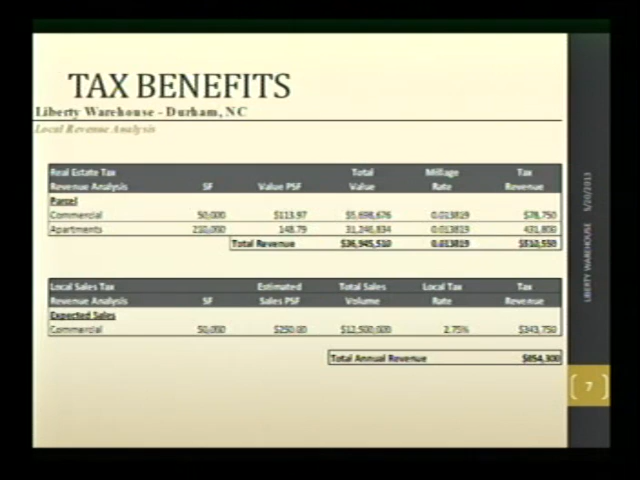 TAX BENEFITS
Liberty Warehouse - Durham, NC
Local Revenue Analysis
Real Estate Tax Total Millage Tax
Revenue Analysis SF Value PSF Value Rate Revenue
Parcel
Commercial 50,000 $113.97 $5,698,676 0.013819 $78,750
Apartments 210,000 148.79 31,246,834 0.013819 431,800
Total Revenue $36,945,510 0.013819 $510,550
Local Sales Tax Estimated Total Sales Local Tax Tax
Revenue Analysis SF Sales PSF Volume Rate Revenue
Expected Sales
Commercial 50,000 $250.00 $12,500,000 2.75% $343,750
Total Annual Revenue $854,300
LIBERTY WAREHOUSE 5/20/2013
7